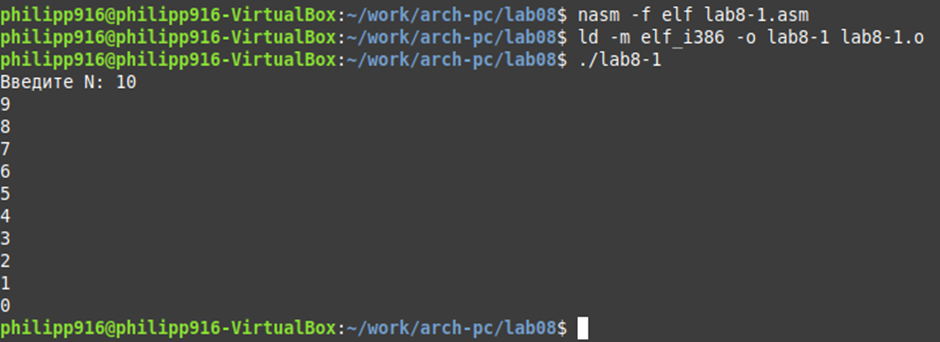 philipp916@philipp916-VirtualBox:~/work/arch-pc/lab08$ nasm -f elf lab8-1.asm
philipp916@philipp916-VirtualBox:~/work/arch-pc/lab08$ ld -m elf_i386 -o lab8-1 lab8-1.o
philipp916@philipp916-VirtualBox:~/work/arch-pc/lab08$ ./lab8-1
Введите N: 10
9
8
7
6
5
4
3
2
1
0
philipp916@philipp916-VirtualBox:~/work/arch-pc/lab08$